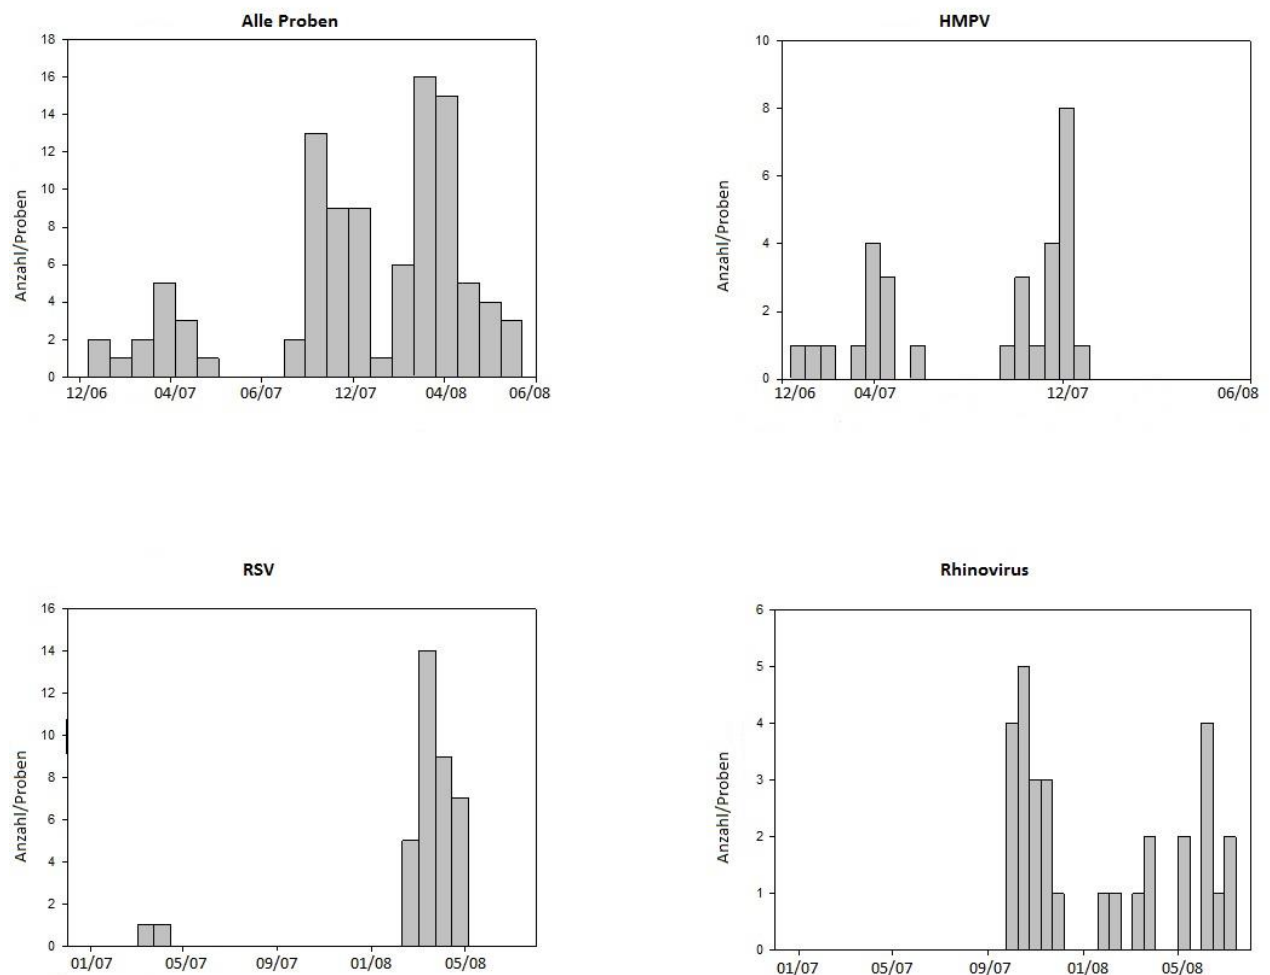 Alle Proben
18
16
14
12
10
8
6
4
2
0
Anzahl/Proben
12/06 04/07 06/07 12/07 04/08 06/08
HMPV
10
8
6
4
2
0
Anzahl/Proben
12/06 04/07 12/07 06/08
RSV
16
14
12
10
8
6
4
2
0
Anzahl/Proben
01/07 05/07 09/07 01/08 05/08
Rhinovirus
6
5
4
3
2
1
0
Anzahl/Proben
01/07 05/07 09/07 01/08 05/08